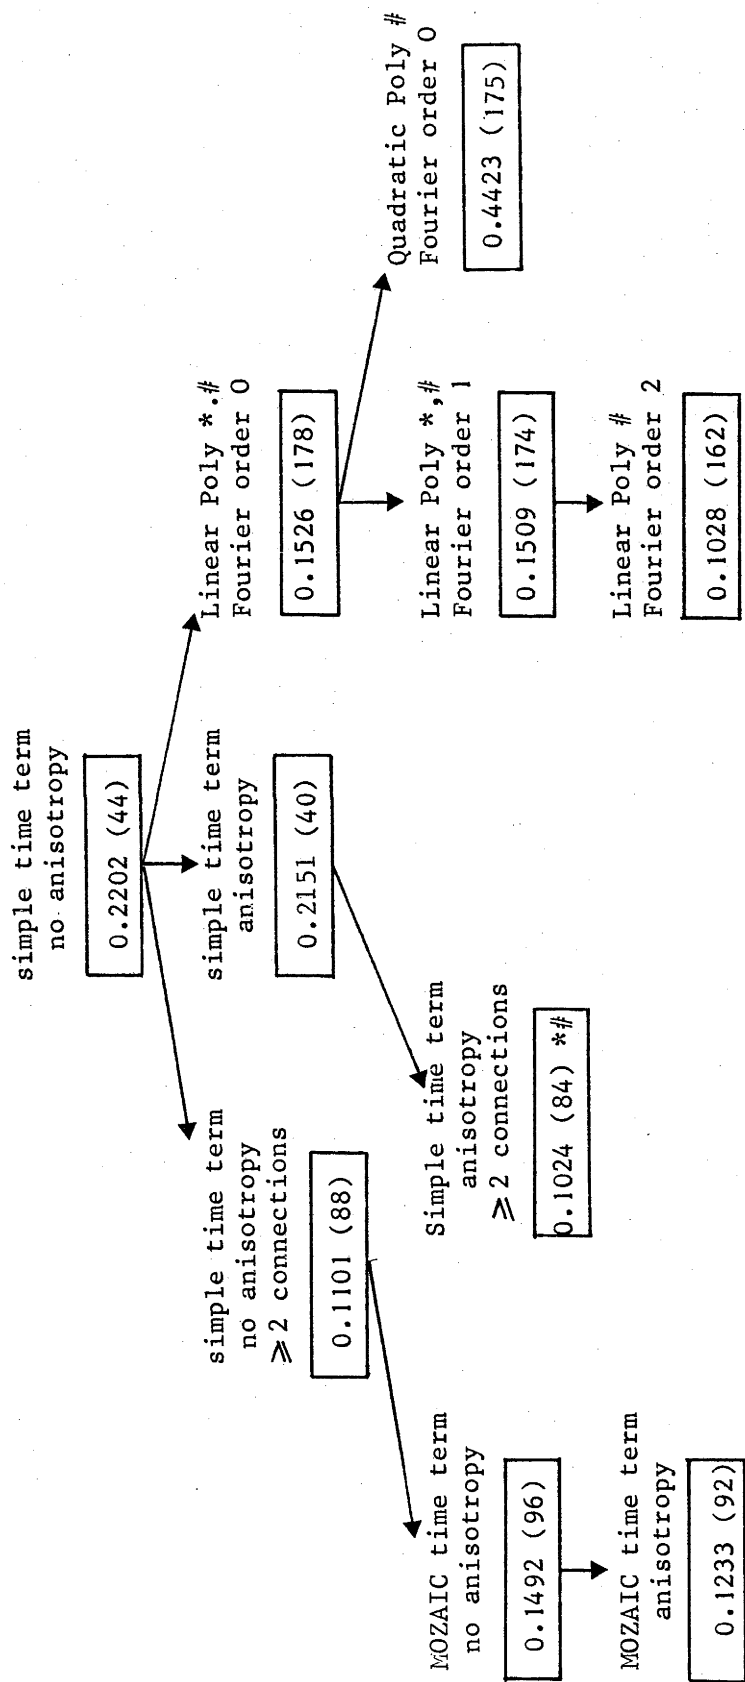 simple time term
no anisotropy
0.2202 (44)
simple time term
no anisotropy
⩾2 connections
0.1101 (88)
simple time term
anisotropy
0.2151 (40)
Linear Poly *.#
Fourier order 0
0.1526 (178)
MOZAIC time term
no anisotropy
0.1492 (96)
Simple time term
anisotropy
⩾2 connections
0.1024 (84) *#
Linear Poly *,#
Fourier order 1
0.1509 (174)
Quadratic Poly #
Fourier order 0
0.4423 (175)
MOZAIC time term
anisotropy
0.1233 (92)
Linear Poly #
Fourier order 2
0.1028 (162)